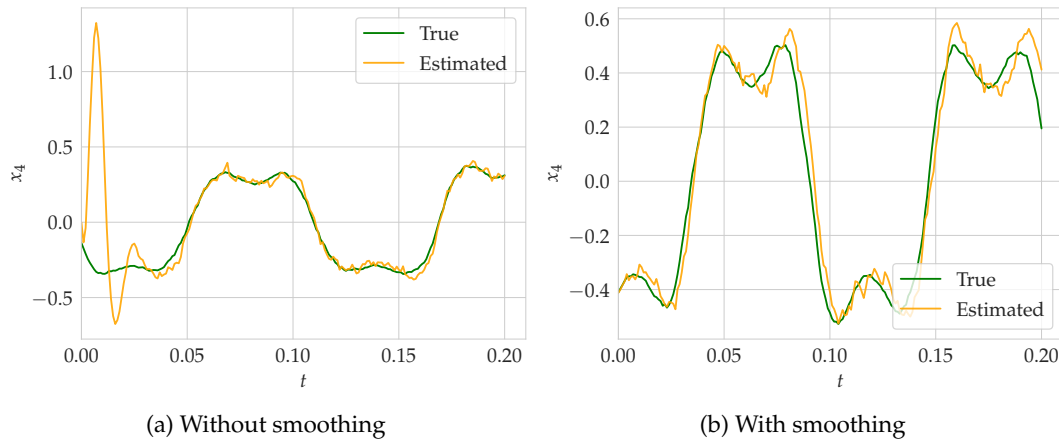 True
Estimated
1.0
0.5
0.0
−0.5
x4
0.00 0.05 0.10 0.15 0.20
t
(a) Without smoothing
0.6
0.4
0.2
0.0
−0.2
−0.4
x4
True
Estimated
0.00 0.05 0.10 0.15 0.20
t
(b) With smoothing